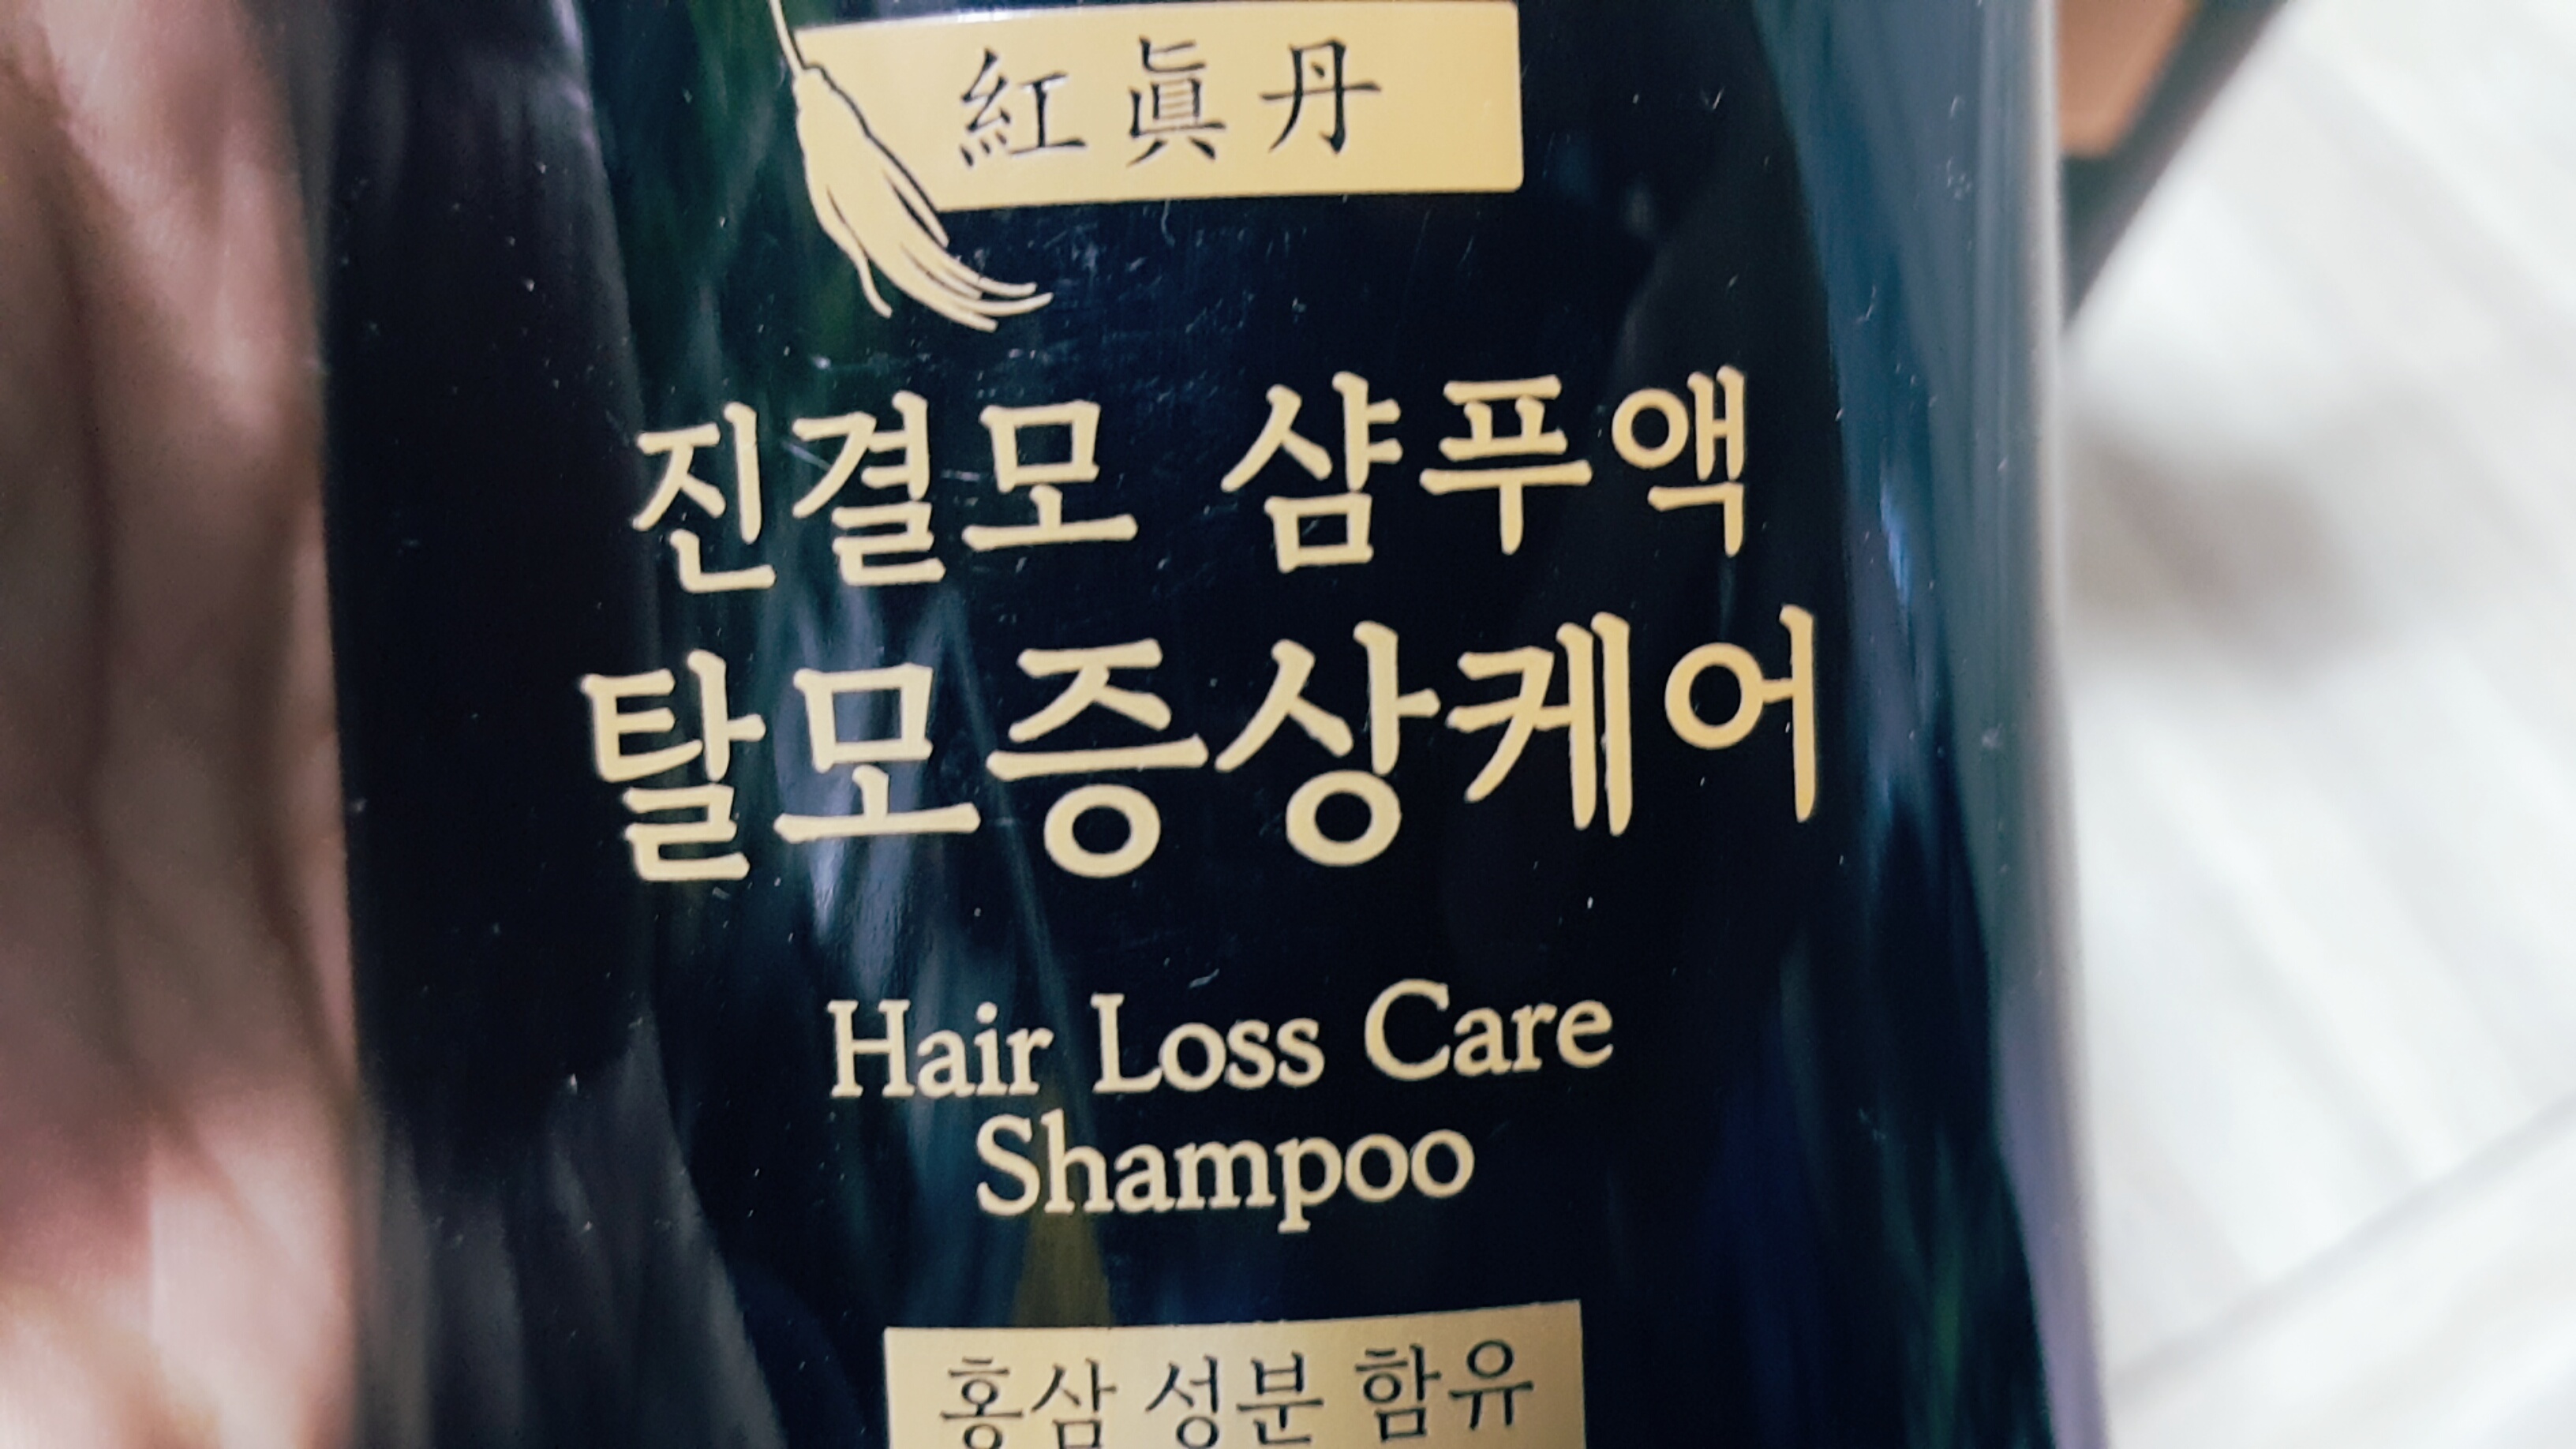 紅眞丹
진결모 샴푸액
탈모증상케어
Hair Loss Care
Shampoo
홍삼 성분 함유